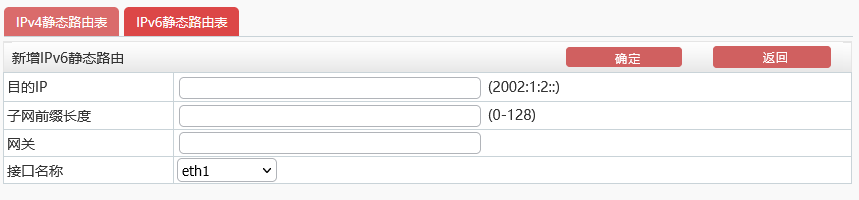 IPv4静态路由表 IPv6静态路由表
新增IPv6静态路由 确定 返回
目的IP (2002:1:2::)
子网前缀长度 (0-128)
网关
接口名称 eth1